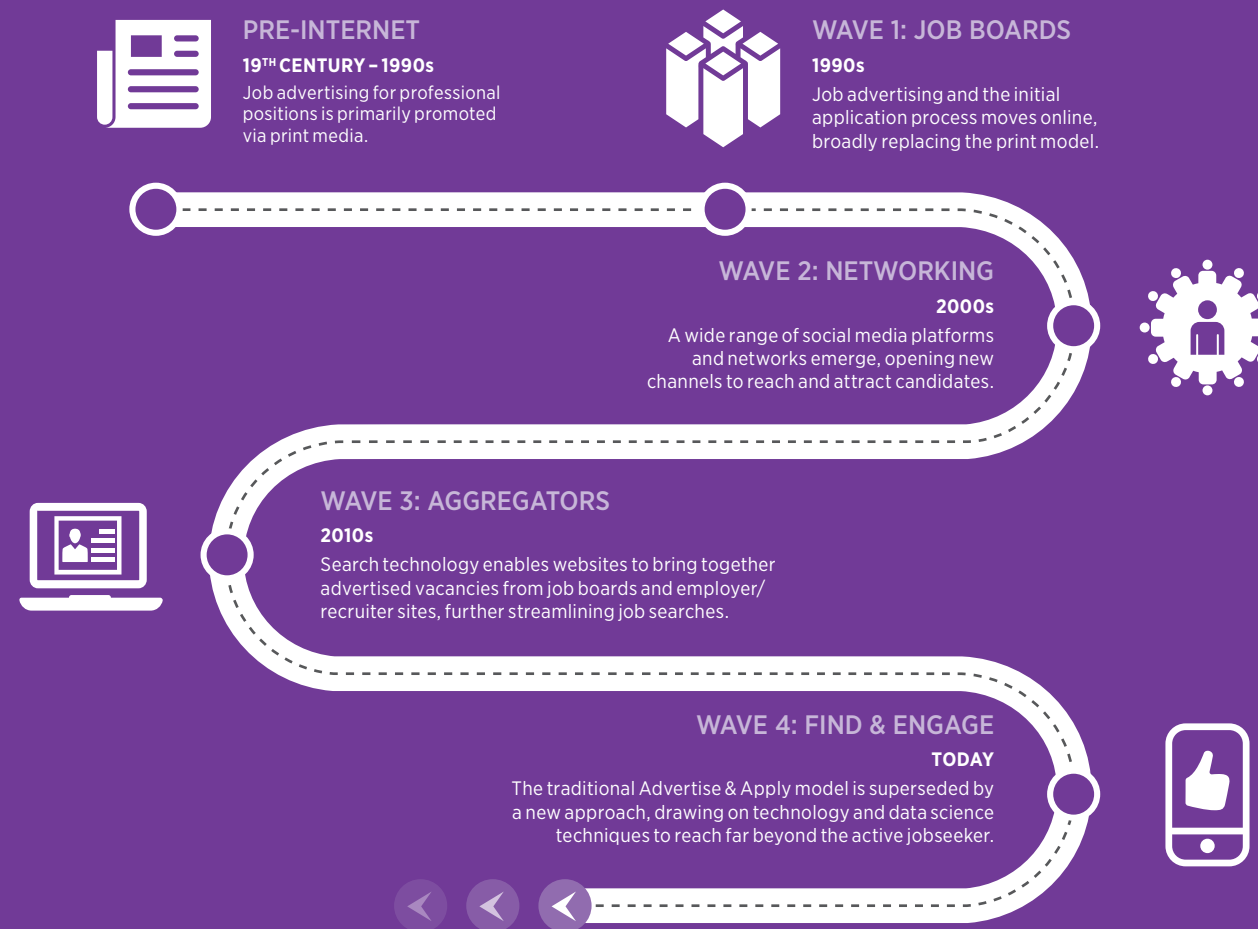 PRE-INTERNET
19TH CENTURY – 1990s
Job advertising for professional
positions is primarily promoted
via print media.
WAVE 1: JOB BOARDS
1990s
Job advertising and the initial
application process moves online,
broadly replacing the print model.
WAVE 2: NETWORKING
2000s
A wide range of social media platforms
and networks emerge, opening new
channels to reach and attract candidates.
WAVE 3: AGGREGATORS
2010s
Search technology enables websites to bring together
advertised vacancies from job boards and employer/
recruiter sites, further streamlining job searches.
WAVE 4: FIND & ENGAGE
TODAY
The traditional Advertise & Apply model is superseded by
a new approach, drawing on technology and data science
techniques to reach far beyond the active jobseeker.